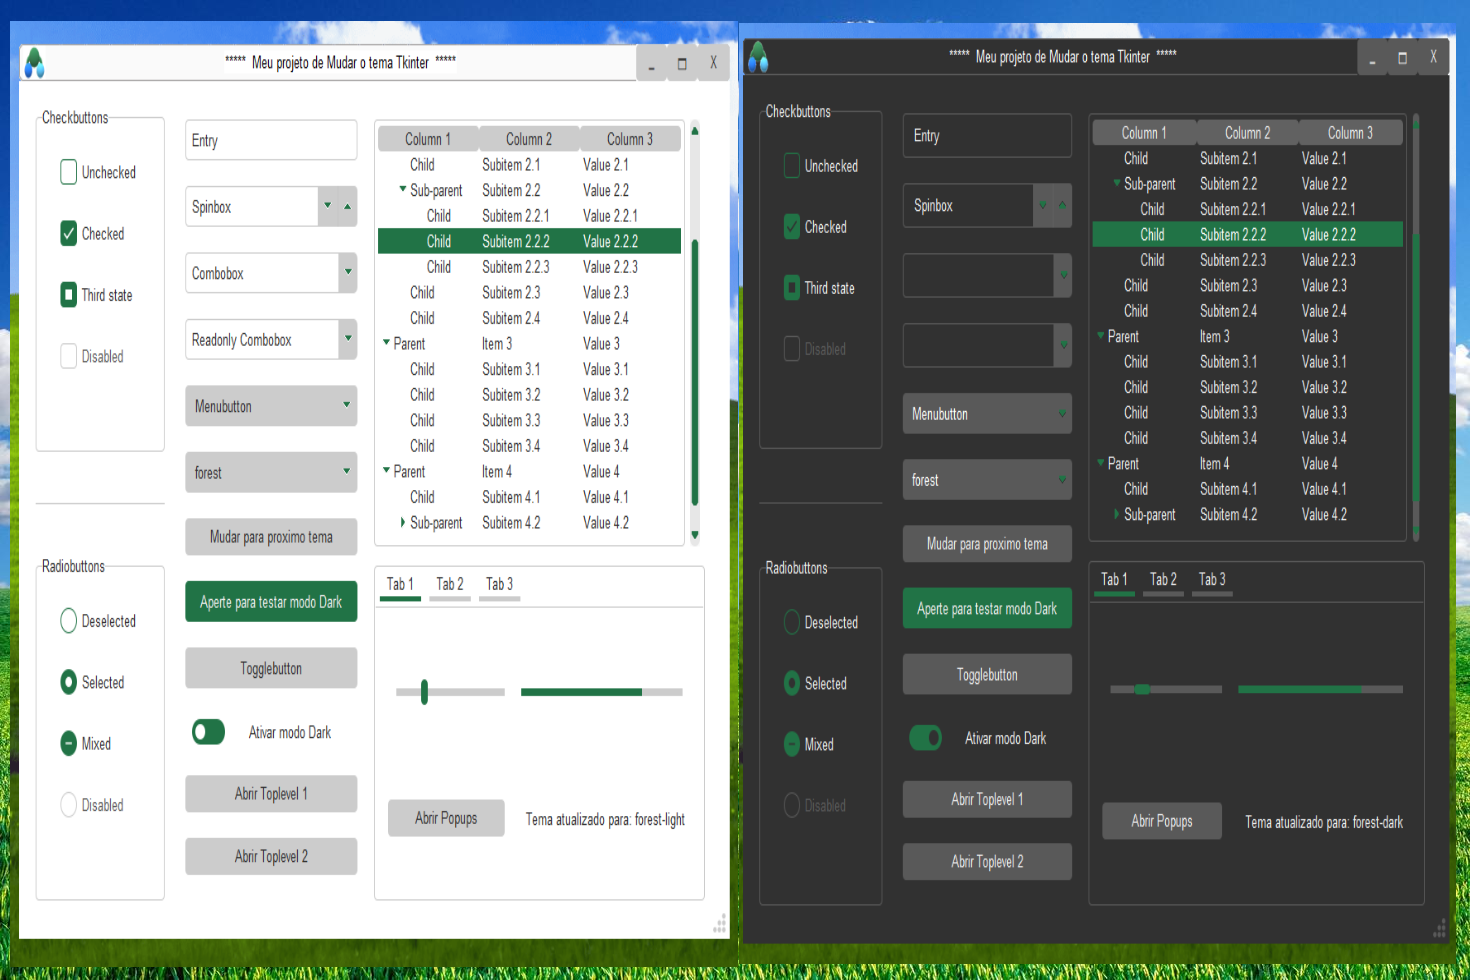 ***** Meu projeto de Mudar o tema Tkinter *****
_ X
Checkbuttons
Unchecked
Checked
Third state
Disabled
Radiobuttons
Deselected
Selected
Mixed
Disabled
Entry
Spinbox
Combobox
Readonly Combobox
Menubutton
forest
Mudar para proximo tema
Aperte para testar modo Dark
Togglebutton
Ativar modo Dark
Abrir Toplevel 1
Abrir Toplevel 2
Column 1 Column 2 Column 3
Child Subitem 2.1 Value 2.1
Sub-parent Subitem 2.2 Value 2.2
Child Subitem 2.2.1 Value 2.2.1
Child Subitem 2.2.2 Value 2.2.2
Child Subitem 2.2.3 Value 2.2.3
Child Subitem 2.3 Value 2.3
Child Subitem 2.4 Value 2.4
Parent Item 3 Value 3
Child Subitem 3.1 Value 3.1
Child Subitem 3.2 Value 3.2
Child Subitem 3.3 Value 3.3
Child Subitem 3.4 Value 3.4
Parent Item 4 Value 4
Child Subitem 4.1 Value 4.1
Sub-parent Subitem 4.2 Value 4.2
Tab 1 Tab 2 Tab 3
Abrir Popups
Tema atualizado para: forest-light
***** Meu projeto de Mudar o tema Tkinter *****
_ X
Checkbuttons
Unchecked
Checked
Third state
Disabled
Radiobuttons
Deselected
Selected
Mixed
Disabled
Entry
Spinbox
Menubutton
forest
Mudar para proximo tema
Aperte para testar modo Dark
Togglebutton
Ativar modo Dark
Abrir Toplevel 1
Abrir Toplevel 2
Column 1 Column 2 Column 3
Child Subitem 2.1 Value 2.1
Sub-parent Subitem 2.2 Value 2.2
Child Subitem 2.2.1 Value 2.2.1
Child Subitem 2.2.2 Value 2.2.2
Child Subitem 2.2.3 Value 2.2.3
Child Subitem 2.3 Value 2.3
Child Subitem 2.4 Value 2.4
Parent Item 3 Value 3
Child Subitem 3.1 Value 3.1
Child Subitem 3.2 Value 3.2
Child Subitem 3.3 Value 3.3
Child Subitem 3.4 Value 3.4
Parent Item 4 Value 4
Child Subitem 4.1 Value 4.1
Sub-parent Subitem 4.2 Value 4.2
Tab 1 Tab 2 Tab 3
Abrir Popups
Tema atualizado para: forest-dark